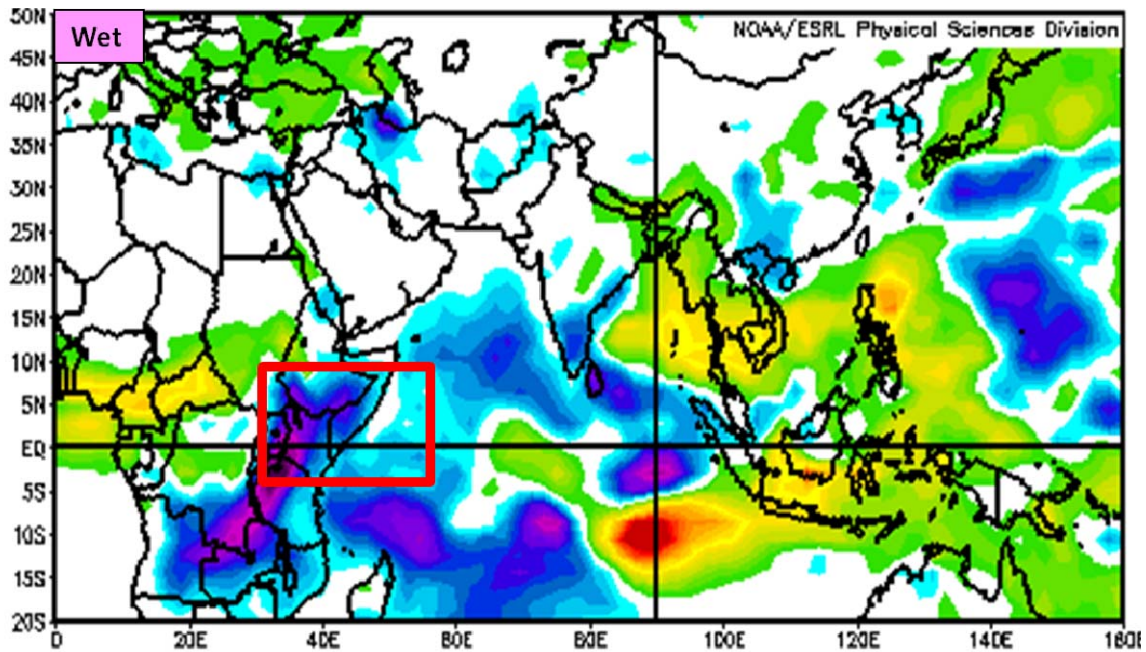 50N
Wet
NOAA/ESRL Physical Sciences Division
45N
40N
35N
30N
25N
20N
15N
10N
5N
EQ
5S
10S
15S
20S
0 20E 40E 60E 80E 100E 120E 140E 160E